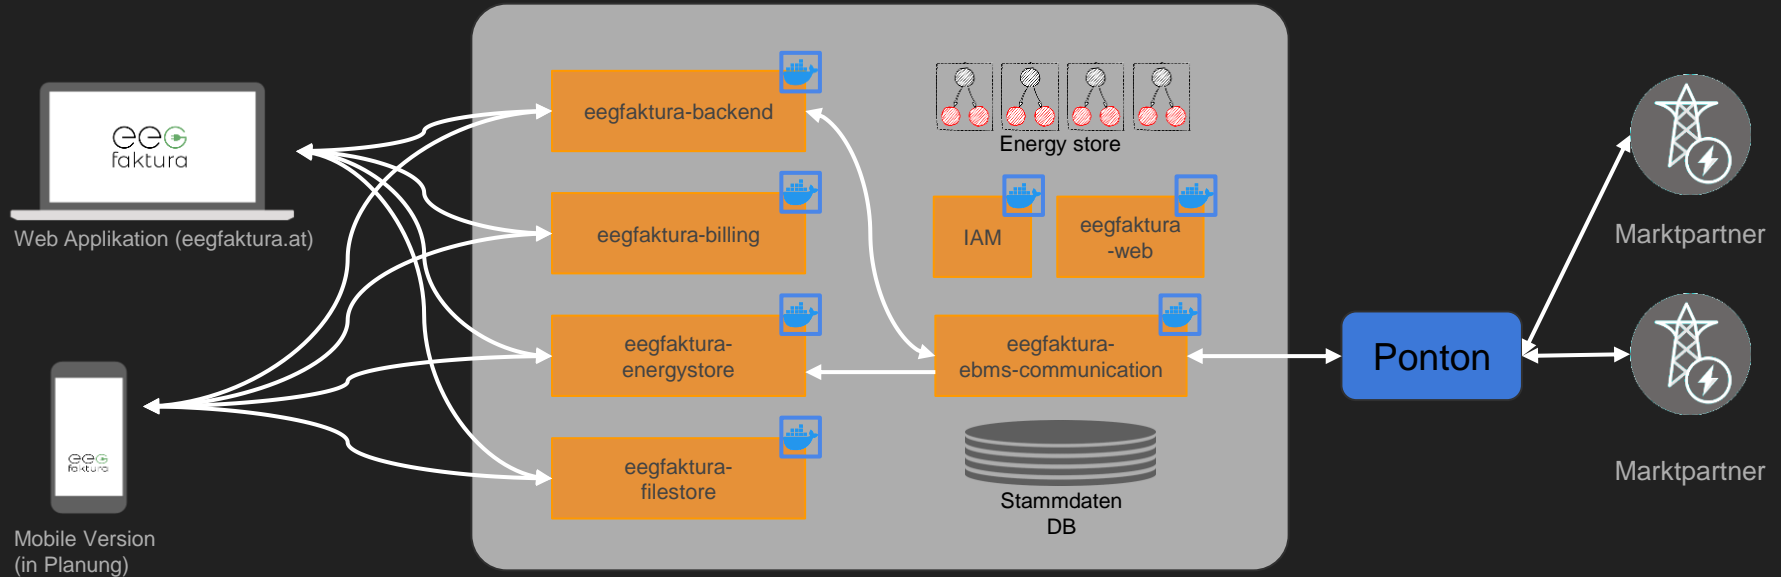 eeg
faktura
Web Applikation (eegfaktura.at)
eeg
faktura
Mobile Version
(in Planung)
eegfaktura-backend
eegfaktura-billing
eegfaktura-
energystore
eegfaktura-
filestore
Energy store
IAM
eegfaktura
-web
eegfaktura-
ebms-communication
Stammdaten
DB
Ponton
Marktpartner
Marktpartner